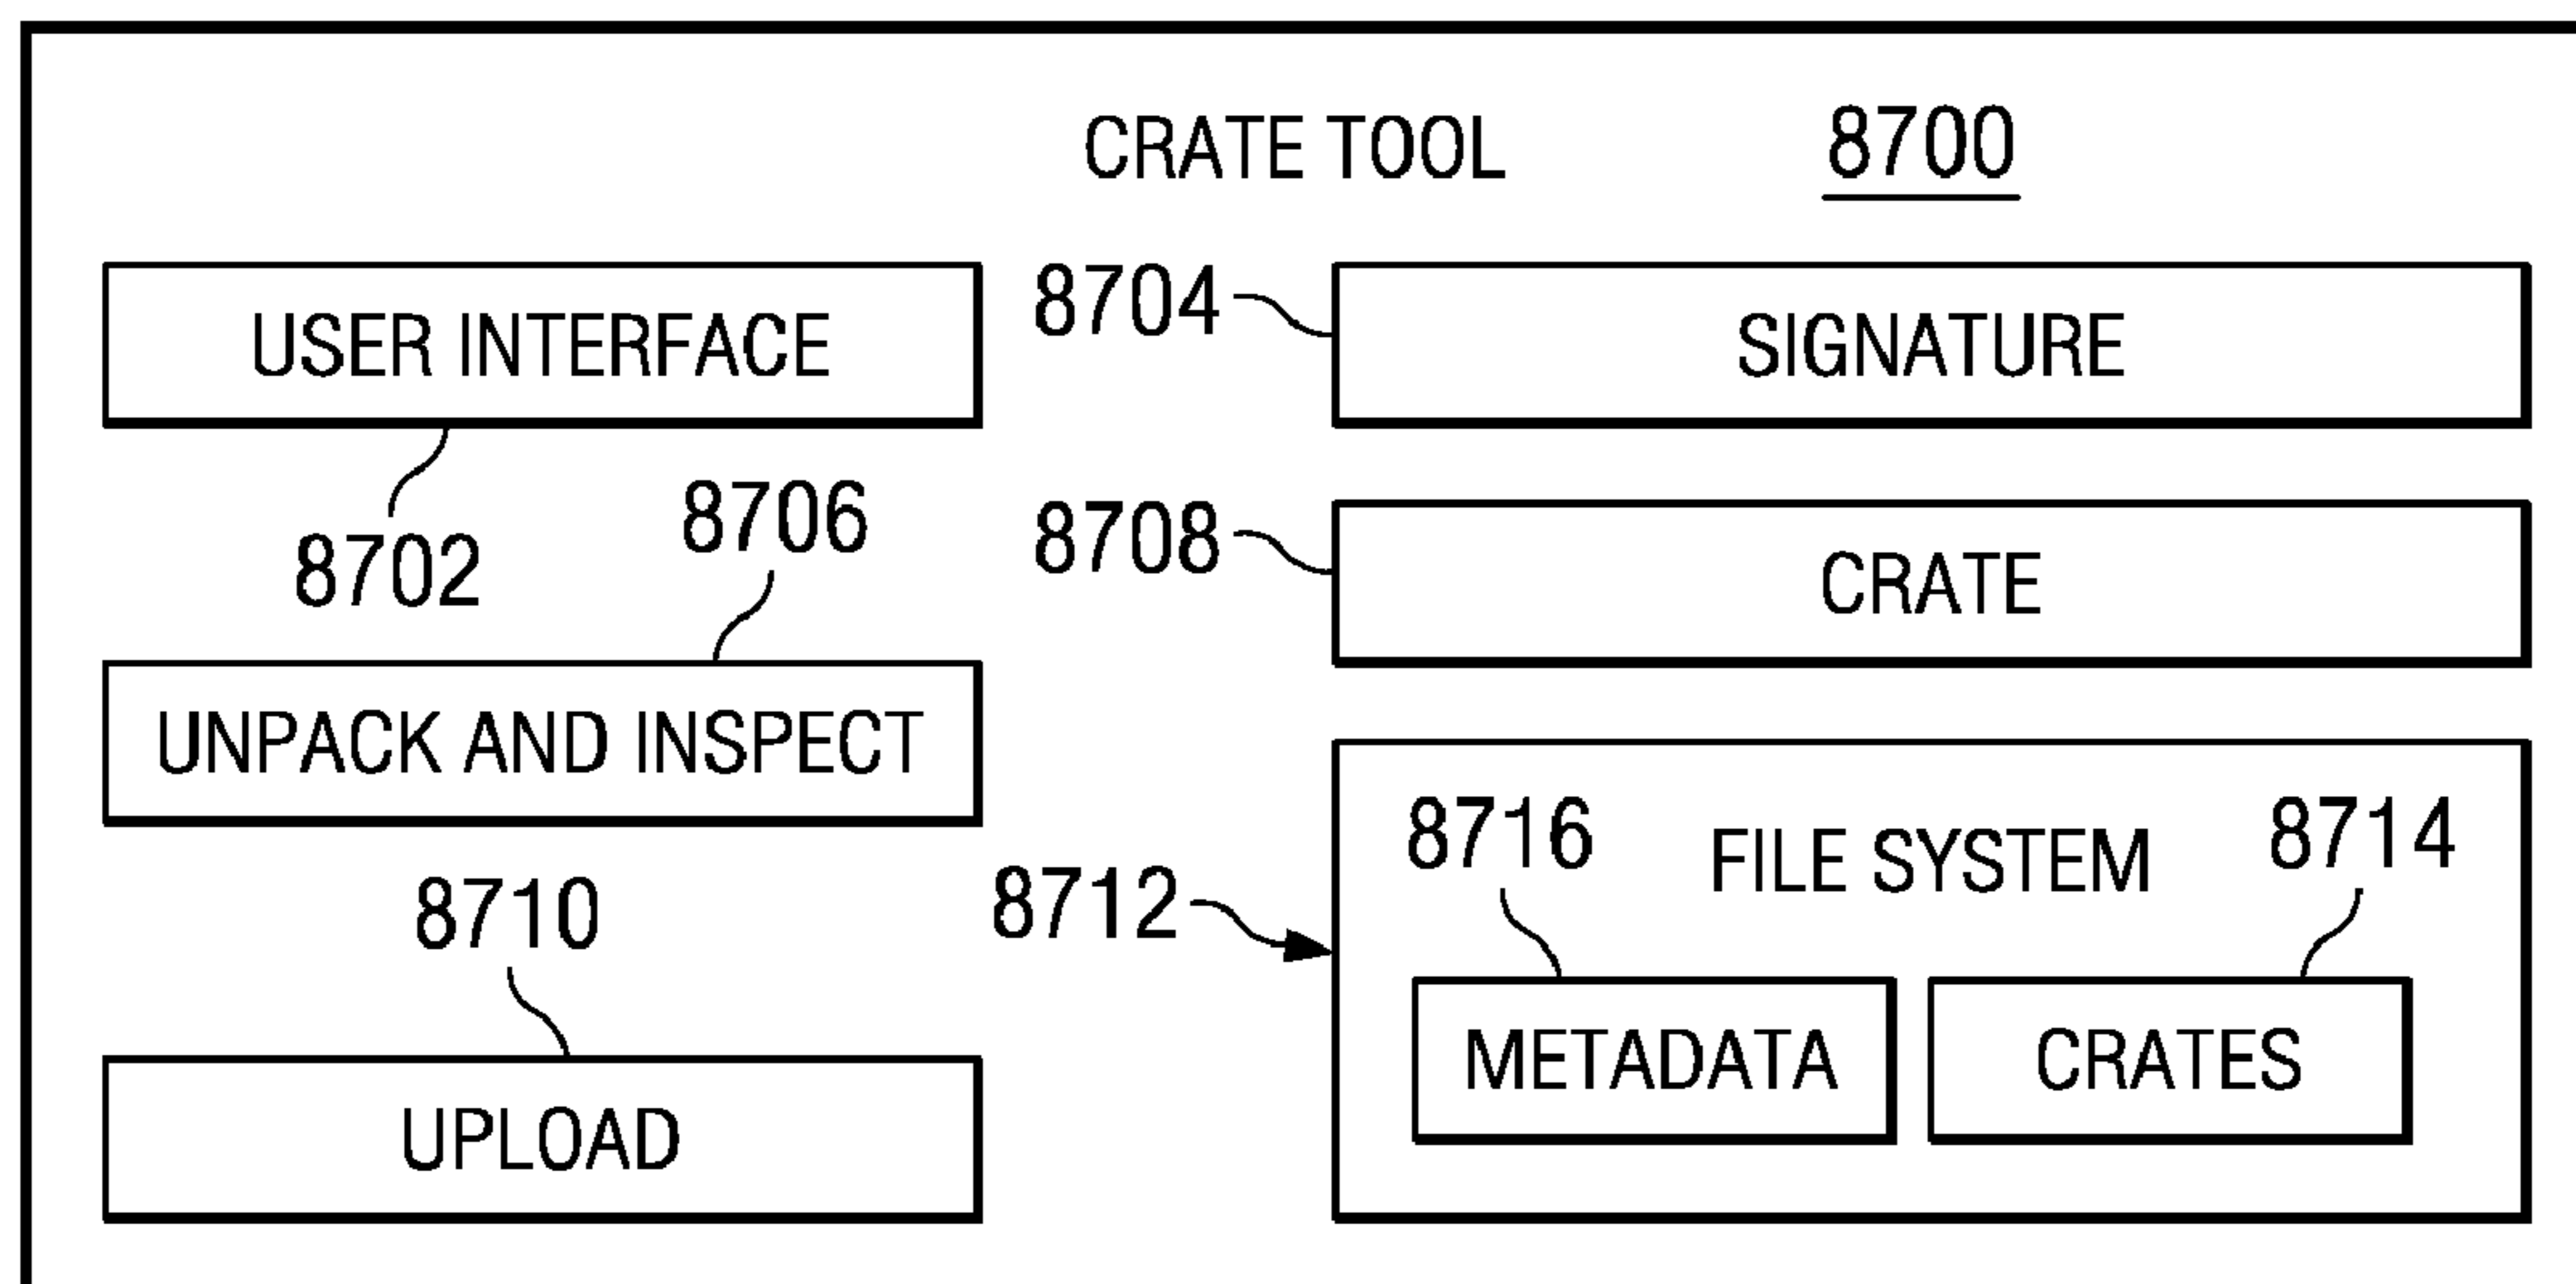 CRATE TOOL 8700
USER INTERFACE
8702
8704
SIGNATURE
8706
UNPACK AND INSPECT
8708
CRATE
8710
UPLOAD
8712
FILE SYSTEM
8716
8714
METADATA
CRATES